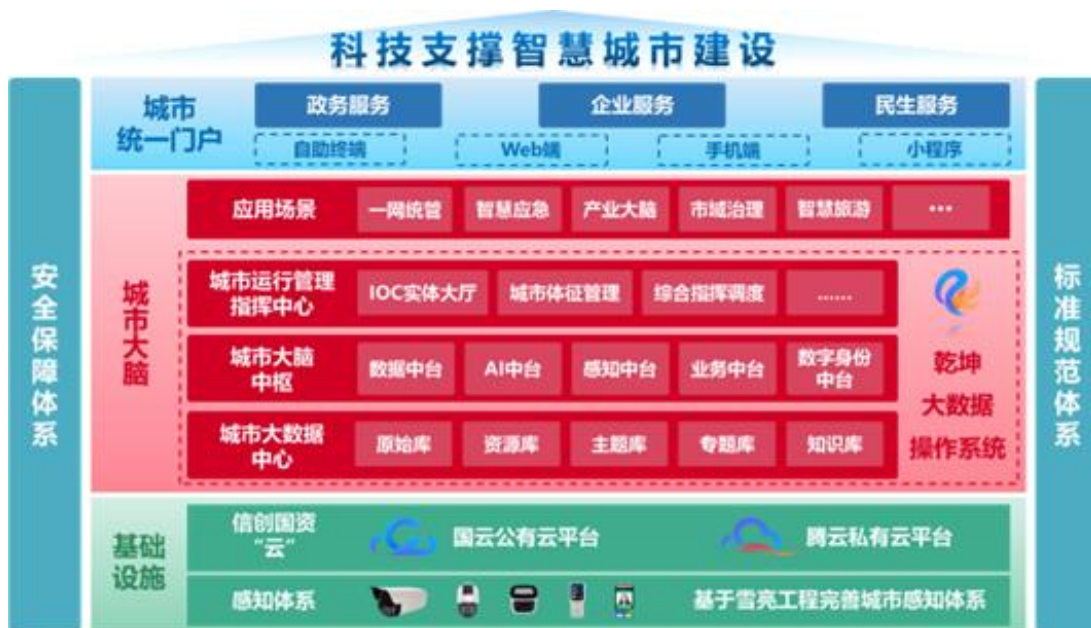 科技支撑智慧城市建设
安全保障体系
城市
统一门户
政务服务
企业服务
民生服务
自助终端
Web端
手机端
小程序
城市大脑
应用场景
一网统管
智慧应急
产业大脑
市域治理
智慧旅游
...
城市运行管理
指挥中心
IOC实体大厅
城市体征管理
综合指挥调度
......
城市大脑
中枢
数据中台
AI中台
感知中台
业务中台
数字身份
中台
城市大数据
中心
原始库
资源库
主题库
专题库
知识库
乾坤
大数据
操作系统
基础
设施
信创国资
“云”
国云公有云平台
腾云私有云平台
感知体系
基于雪亮工程完善城市感知体系
标准规范体系